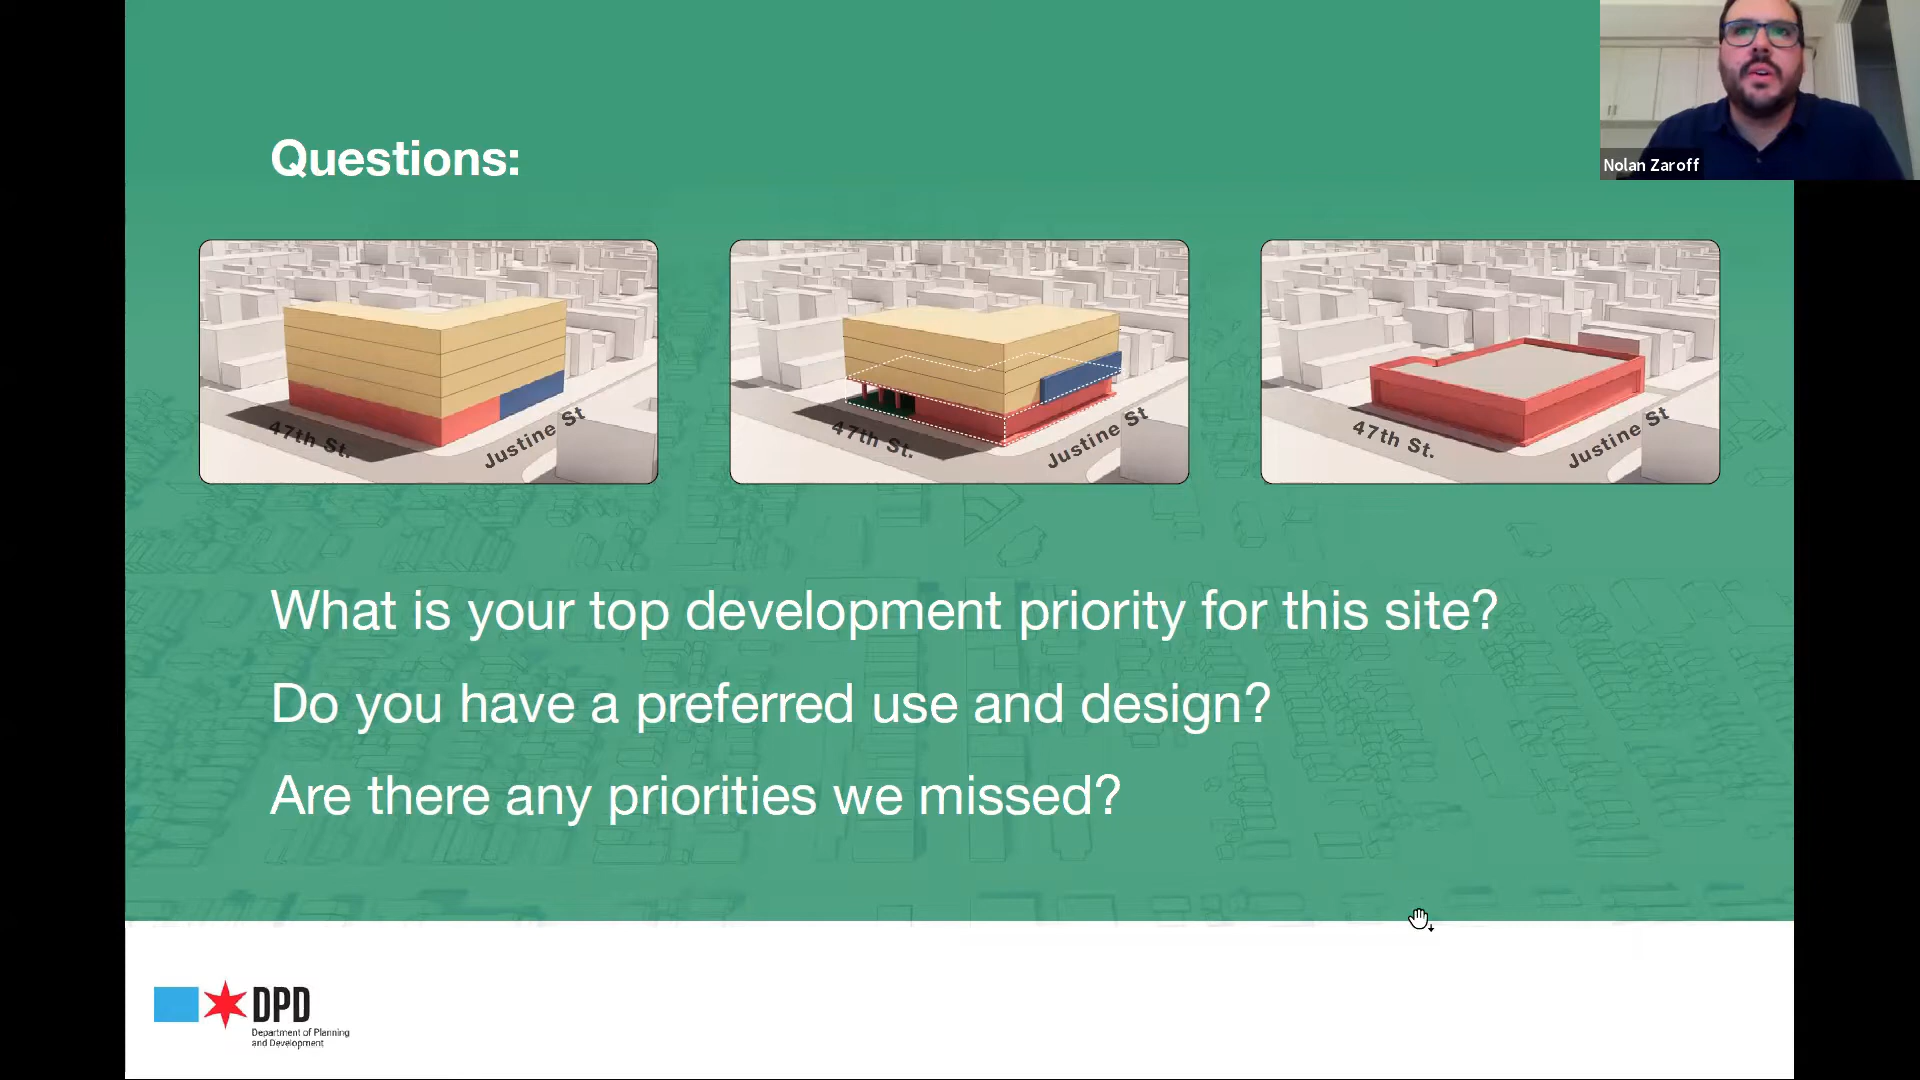 Nolan Zaroff
Questions:
47th St.
Justine St
47th St.
Justine St
47th St.
Justine St
What is your top development priority for this site?
Do you have a preferred use and design?
Are there any priorities we missed?
DPD
Department of Planning
and Development